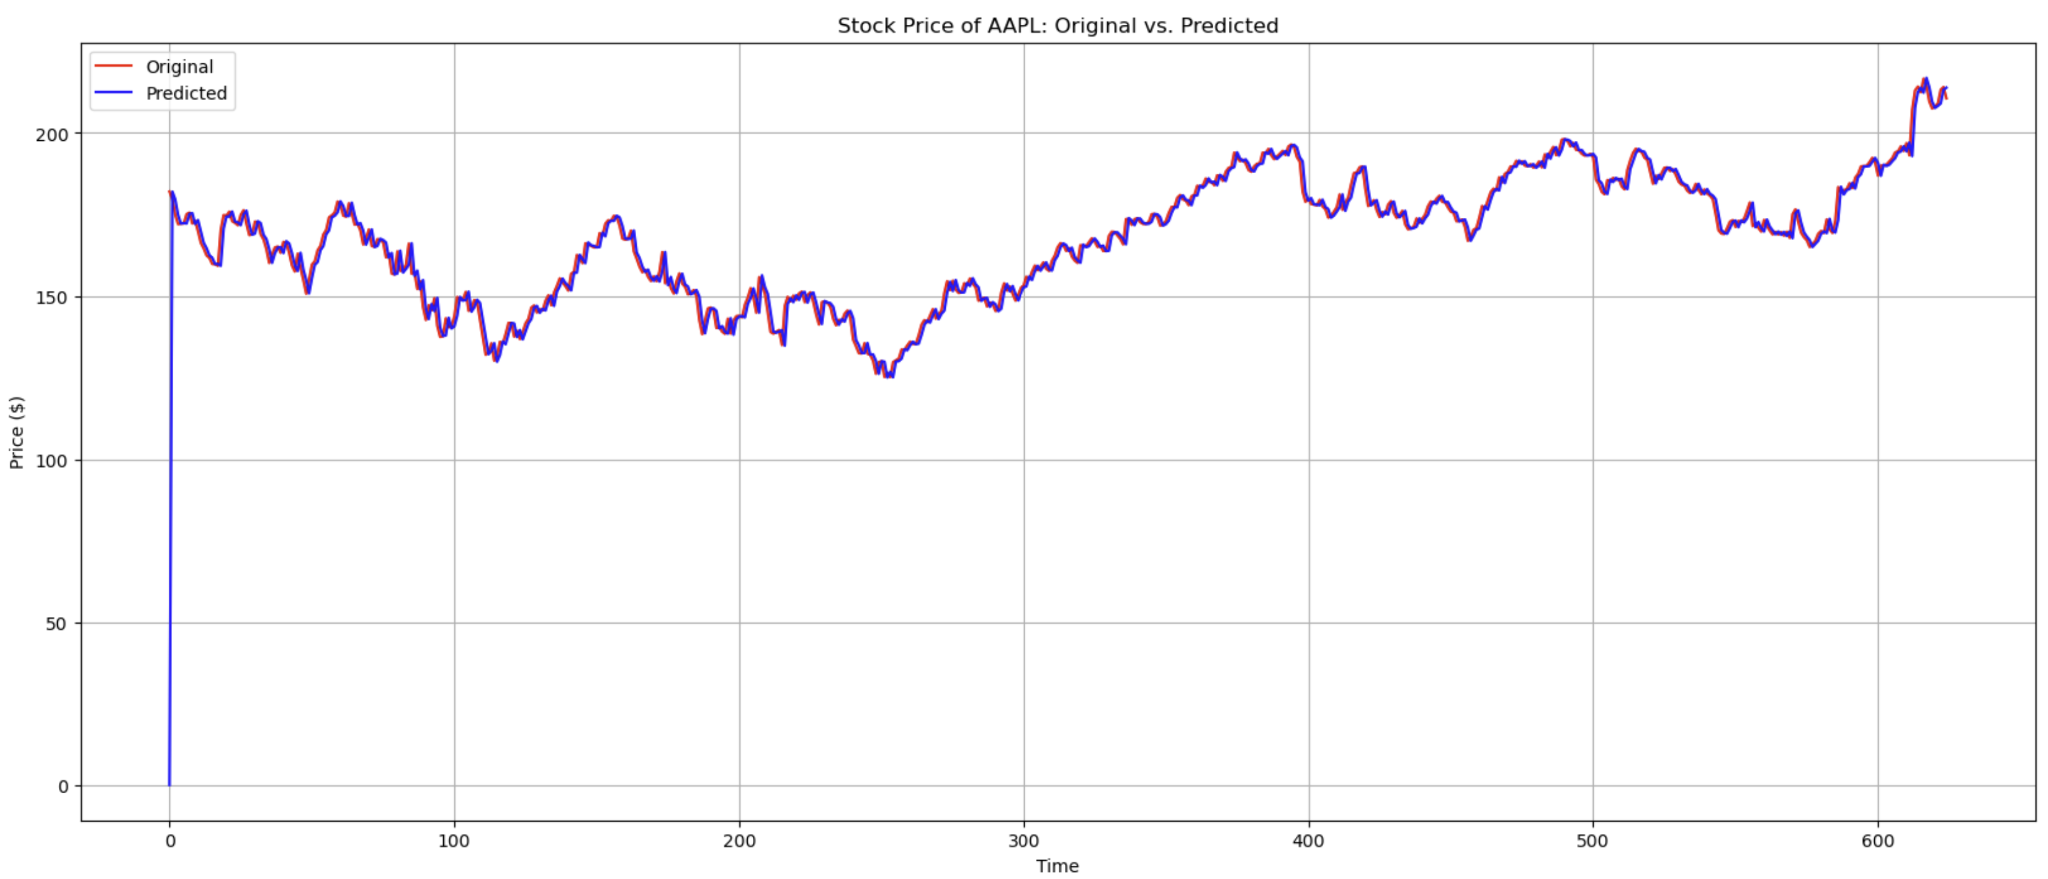 Stock Price of AAPL: Original vs. Predicted
Original
Predicted
Price ($)
200
150
100
50
0
0 100 200 300 400 500 600
Time